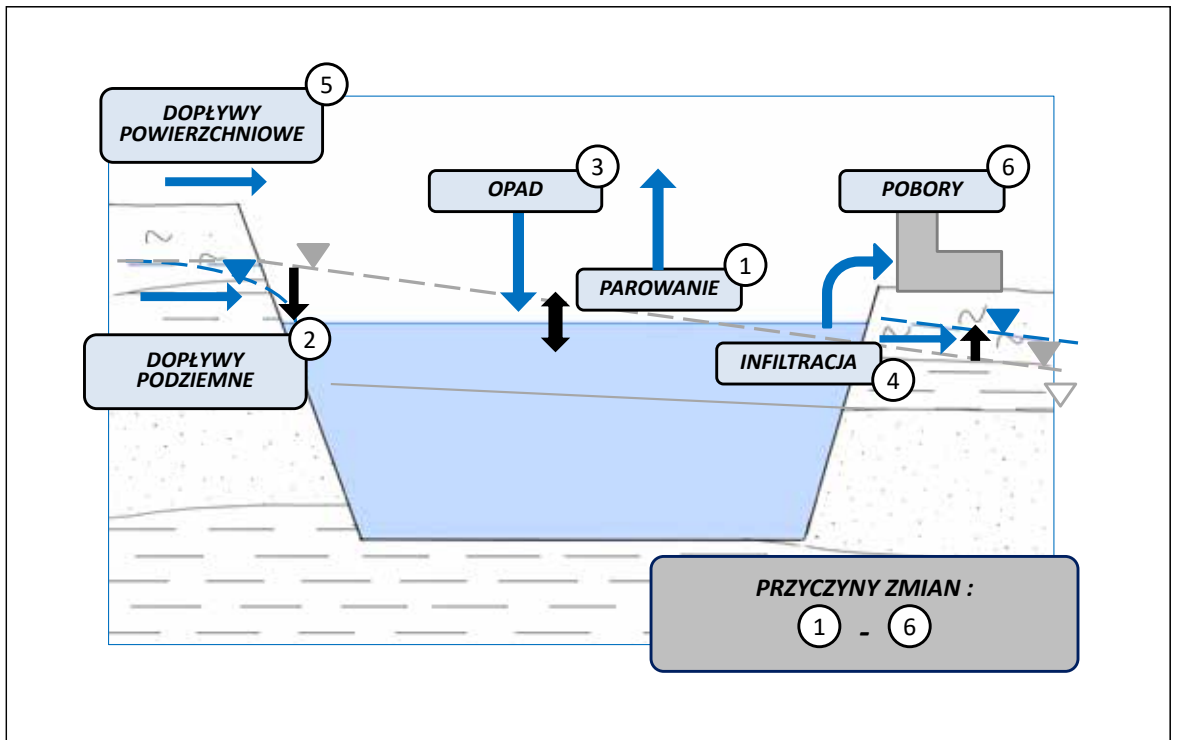 5
DOPŁYWY
POWIERZCHNIOWE
3
OPAD
6
POBORY
1
PAROWANIE
2
DOPŁYWY
PODZIEMNE
INFILTRACJA
4
PRZYCZYNY ZMIAN :
1 - 6